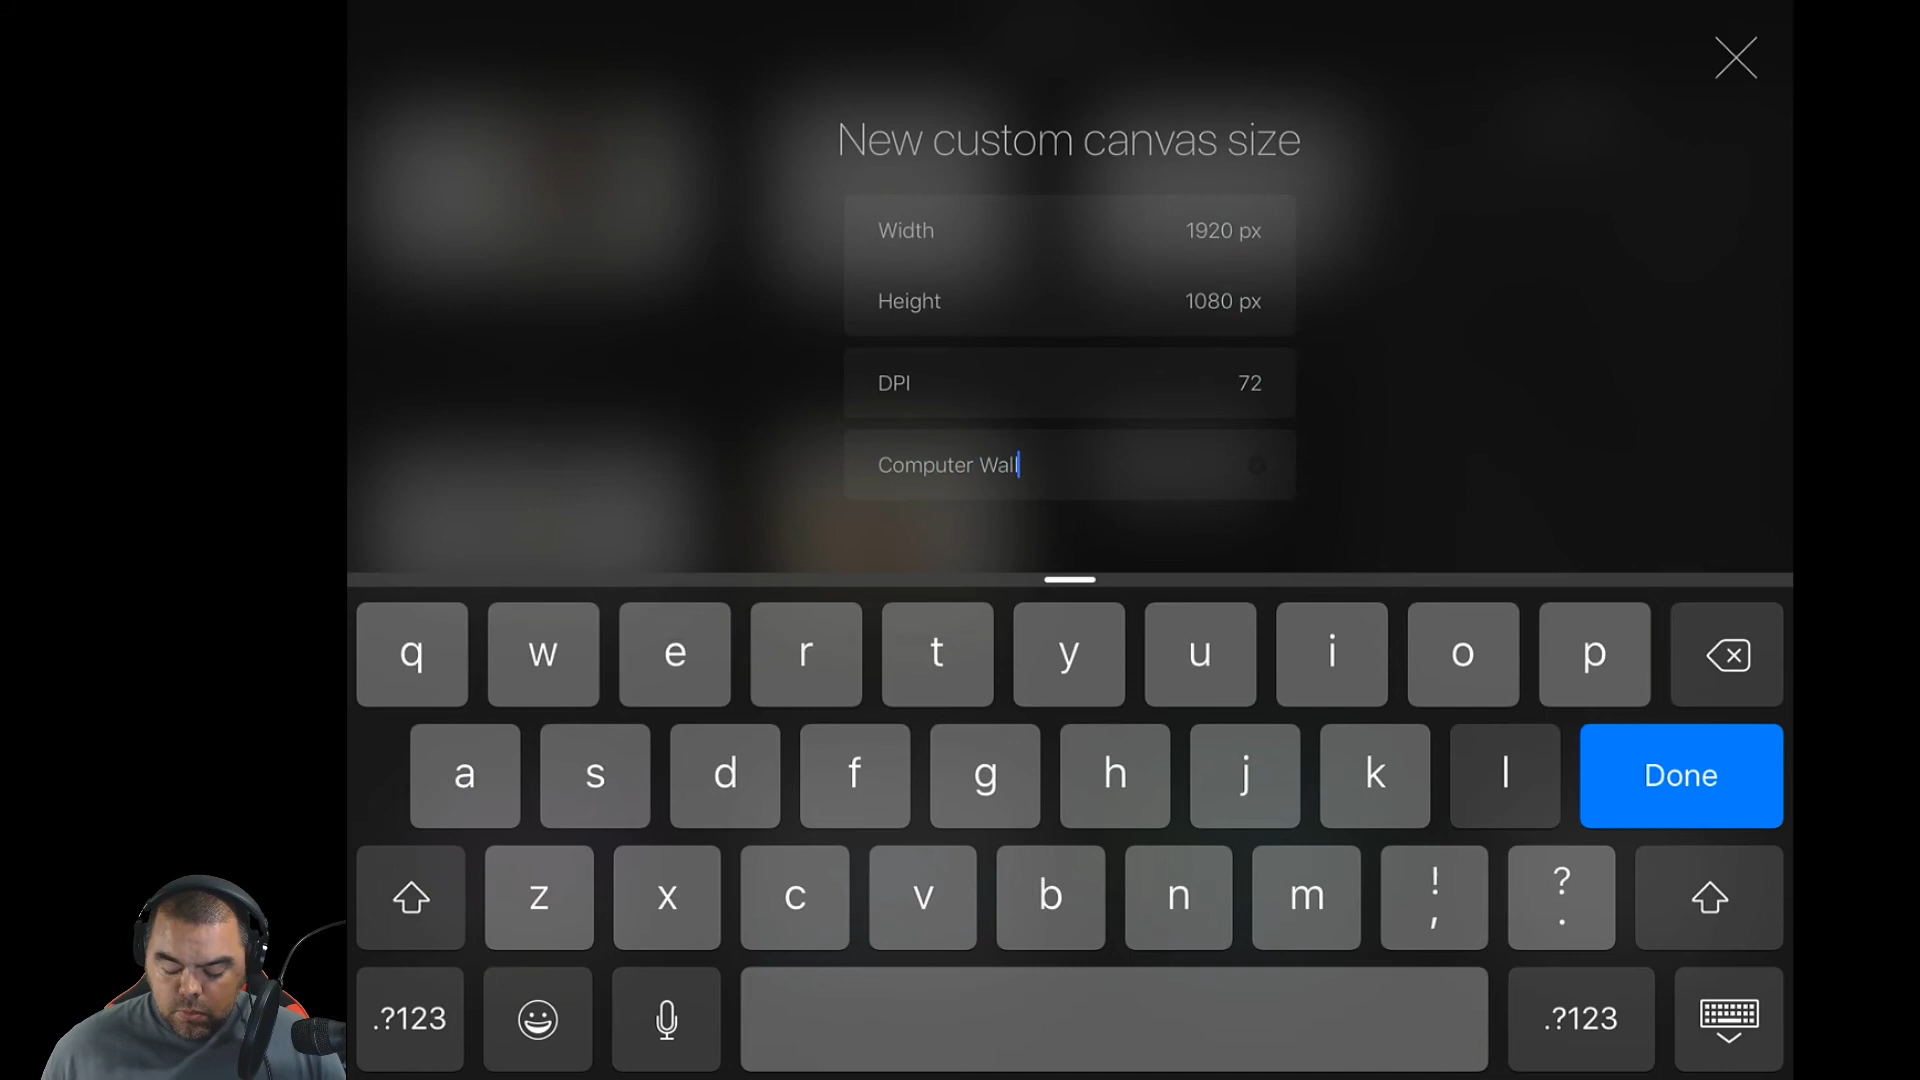 New custom canvas size
Width 1920 px
Height 1080 px
DPI 72
Computer Wall
q w e r t y u i o p
a s d f g h j k l Done
z x c v b n m ! , ? .
.?123 .?123